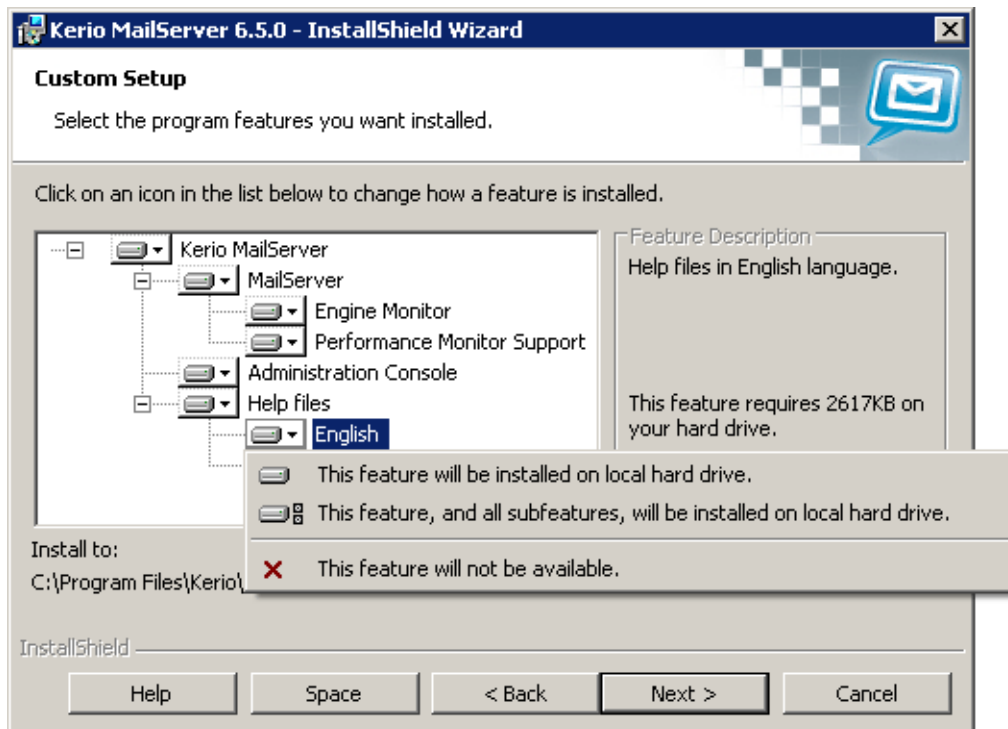 Kerio MailServer 6.5.0 - InstallShield Wizard
Custom Setup
Select the program features you want installed.
Click on an icon in the list below to change how a feature is installed.
Kerio MailServer
MailServer
Engine Monitor
Performance Monitor Support
Administration Console
Help files
English
Feature Description
Help files in English language.
This feature requires 2617KB on
your hard drive.
This feature will be installed on local hard drive.
This feature, and all subfeatures, will be installed on local hard drive.
This feature will not be available.
Install to:
C:\Program Files\Kerio\
InstallShield
Help
Space
< Back
Next >
Cancel